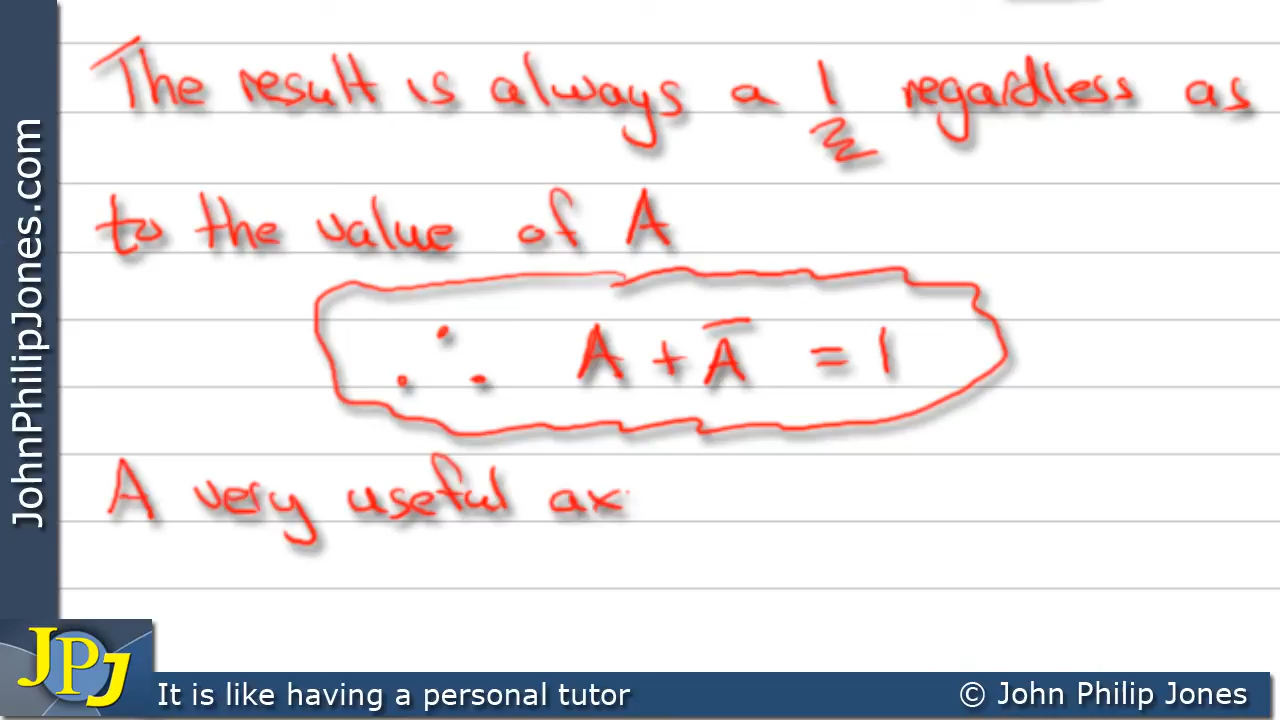 The result is always a 1 regardless as
to the value of A
∴ A + A̅ = 1
A very useful ax
JohnPhilipJones.com
JPJ
It is like having a personal tutor
© John Philip Jones